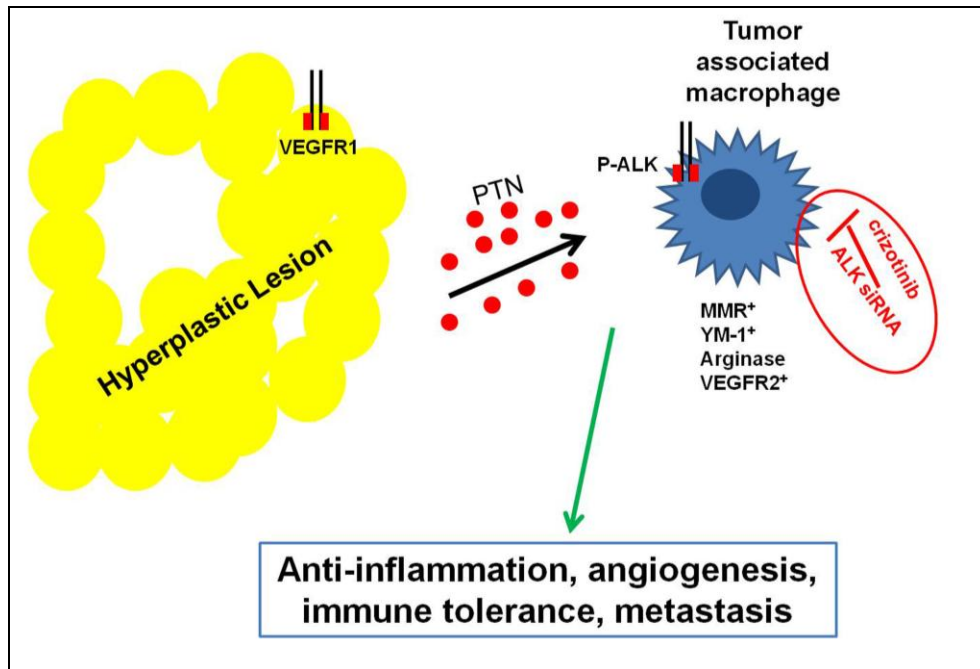 Tumor
associated
macrophage
VEGFR1
P-ALK
PTN
Hyperplastic Lesion
crizotinib
ALK siRNA
MMR⁺
YM-1⁺
Arginase
VEGFR2⁺
Anti-inflammation, angiogenesis,
immune tolerance, metastasis